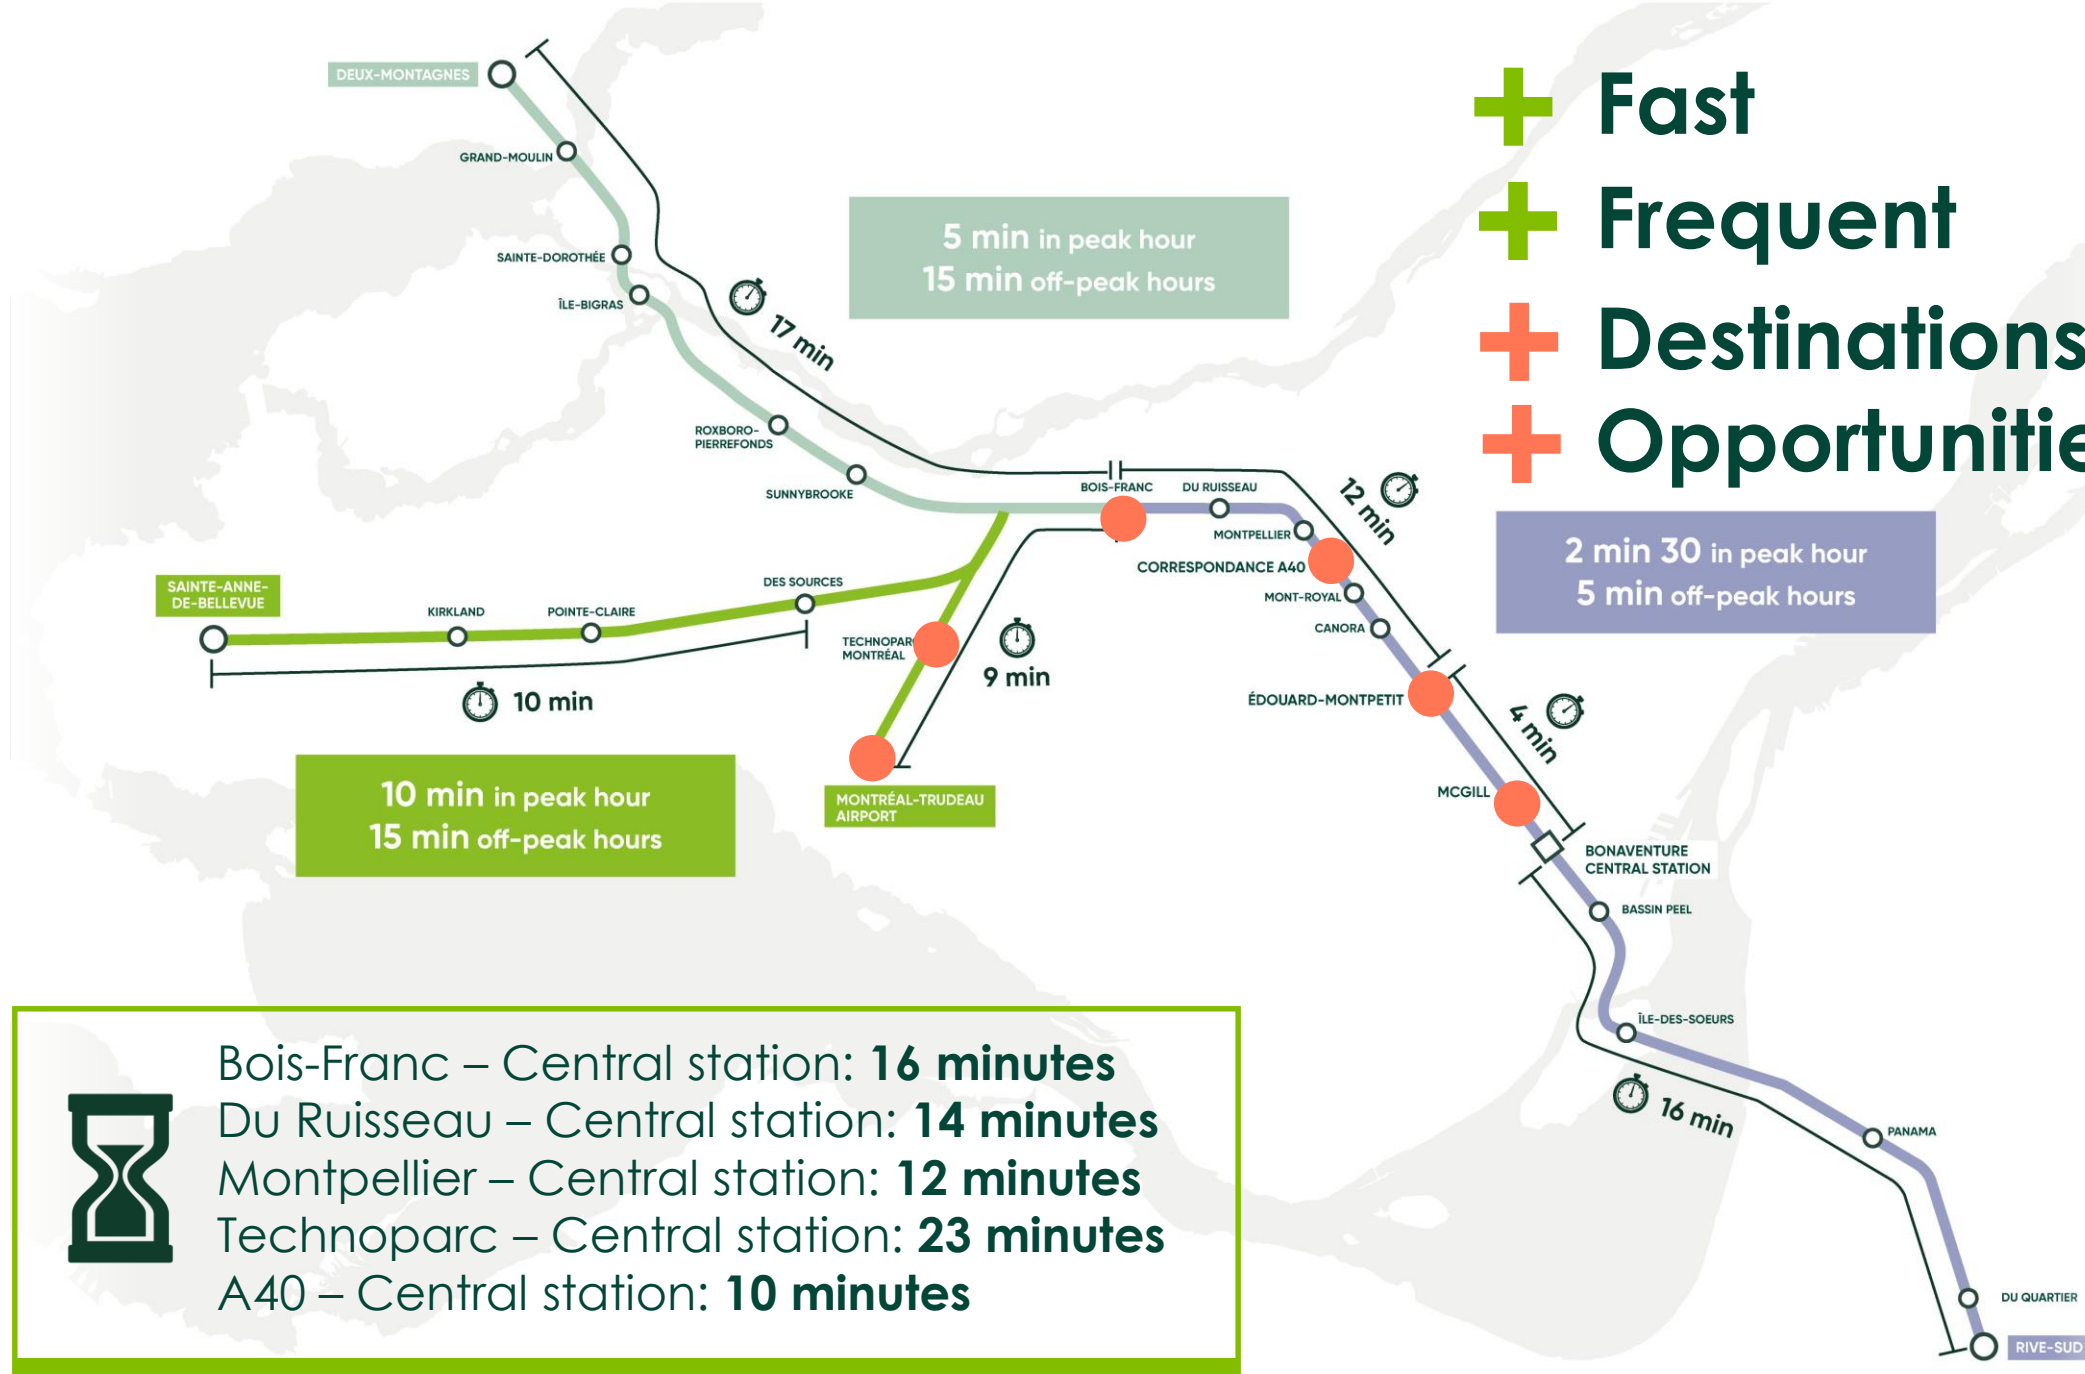 DEUX-MONTAGNES
GRAND-MOULIN
SAINTE-DOROTHÉE
ÎLE-BIGRAS
ROXBORO-
PIERREFONDS
SUNNYBROOKE
17 min
5 min in peak hour
15 min off-peak hours
Fast
Frequent
Destinations
Opportunitie
BOIS-FRANC
DU RUISSEAU
MONTPELLIER
CORRESPONDANCE A40
MONT-ROYAL
CANORA
ÉDOUARD-MONTPETIT
MCGILL
12 min
4 min
2 min 30 in peak hour
5 min off-peak hours
SAINTE-ANNE-
DE-BELLEVUE
KIRKLAND
POINTE-CLAIRE
DES SOURCES
10 min
TECHNOPAR
MONTRÉAL
9 min
MONTRÉAL-TRUDEAU
AIRPORT
10 min in peak hour
15 min off-peak hours
BONAVENTURE
CENTRAL STATION
BASSIN PEEL
ÎLE-DES-SOEURS
16 min
PANAMA
DU QUARTIER
RIVE-SUD
Bois-Franc – Central station: 16 minutes
Du Ruisseau – Central station: 14 minutes
Montpellier – Central station: 12 minutes
Technoparc – Central station: 23 minutes
A40 – Central station: 10 minutes